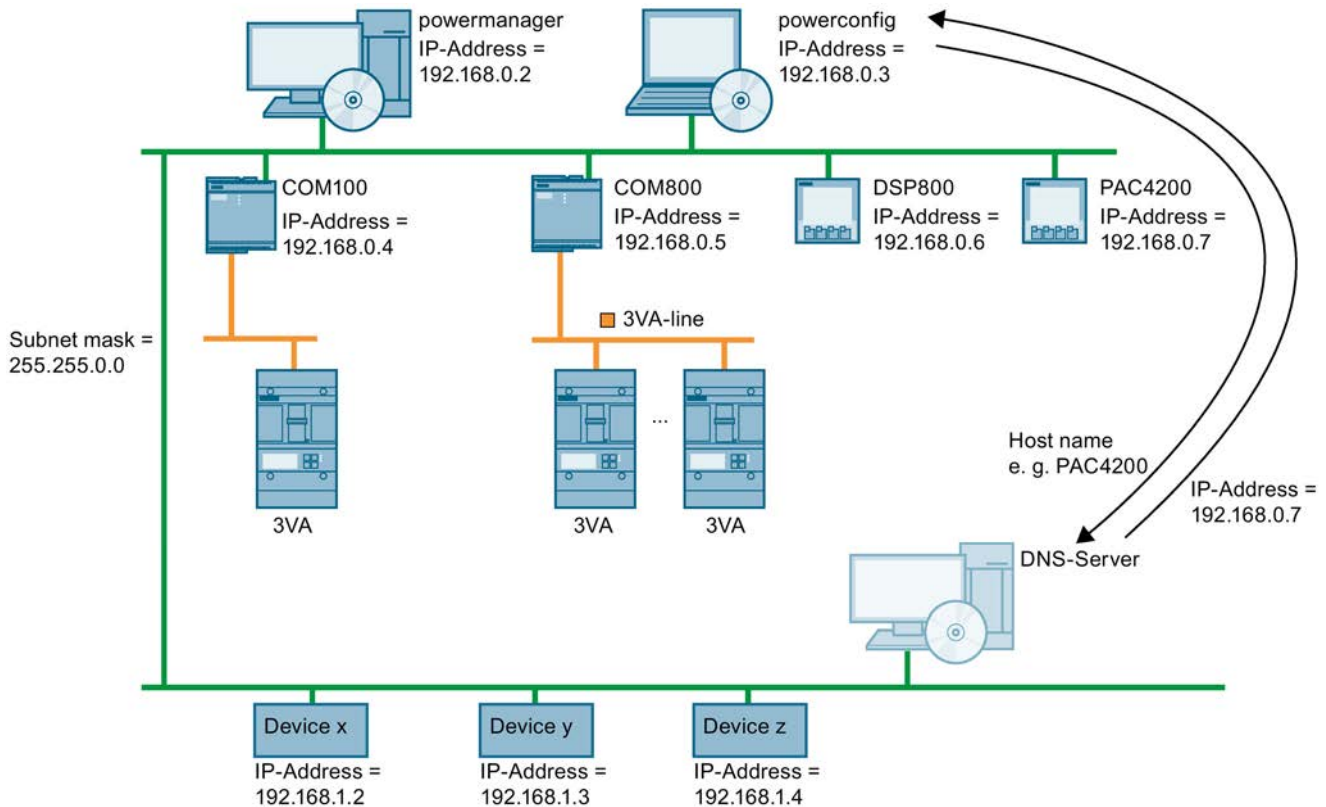 powermanager
IP-Address =
192.168.0.2
powerconfig
IP-Address =
192.168.0.3
COM100
IP-Address =
192.168.0.4
COM800
IP-Address =
192.168.0.5
DSP800
IP-Address =
192.168.0.6
PAC4200
IP-Address =
192.168.0.7
Subnet mask =
255.255.0.0
3VA-line
...
3VA
3VA
3VA
Host name
e. g. PAC4200
IP-Address =
192.168.0.7
DNS-Server
Device x
Device y
Device z
IP-Address =
192.168.1.2
IP-Address =
192.168.1.3
IP-Address =
192.168.1.4